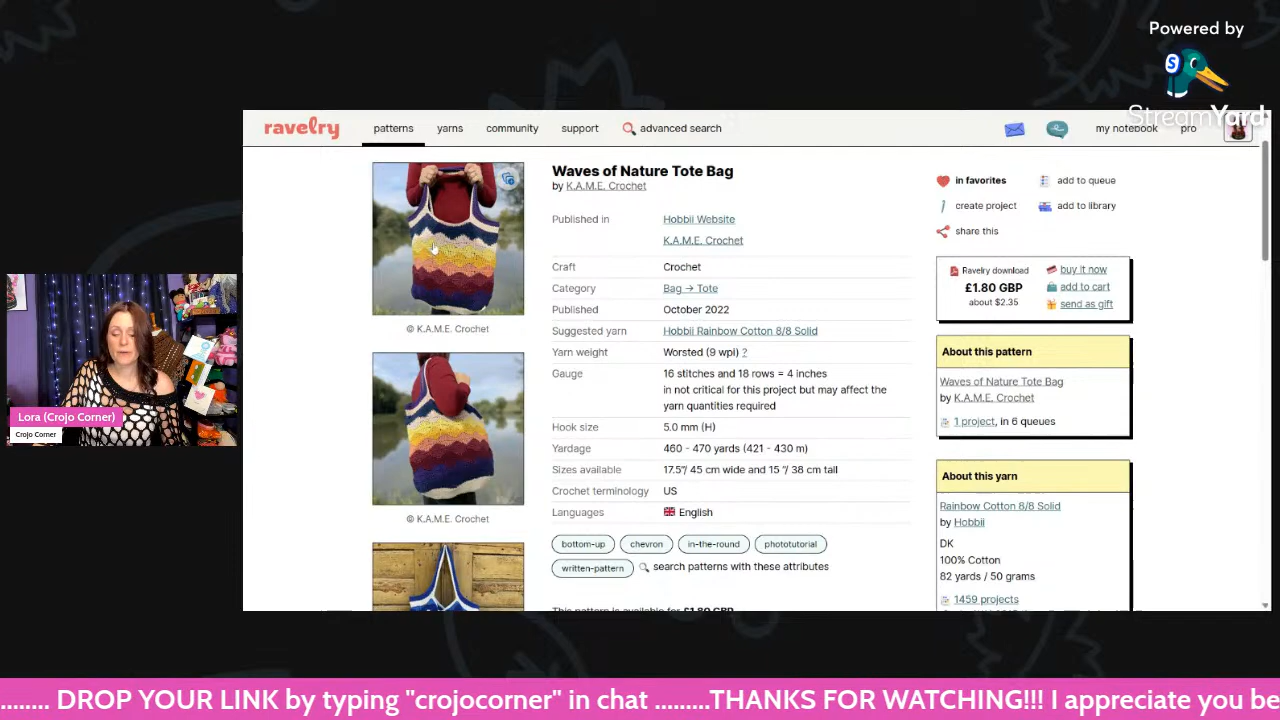 Powered by
StreamYard
ravelry
patterns
yarns
community
support
advanced search
my notebook
pro
Waves of Nature Tote Bag
by K.A.M.E. Crochet
Published in
Hobbii Website
K.A.M.E. Crochet
Craft
Crochet
Category
Bag → Tote
Published
October 2022
Suggested yarn
Hobbii Rainbow Cotton 8/8 Solid
Yarn weight
Worsted (9 wpi) ?
Gauge
16 stitches and 18 rows = 4 inches
in not critical for this project but may affect the
yarn quantities required
Hook size
5.0 mm (H)
Yardage
460 - 470 yards (421 - 430 m)
Sizes available
17.5"/ 45 cm wide and 15 "/ 38 cm tall
Crochet terminology
US
Languages
English
bottom-up
chevron
in-the-round
phototutorial
written-pattern
search patterns with these attributes
This pattern is available for £1.80 GBP
© K.A.M.E. Crochet
© K.A.M.E. Crochet
in favorites
add to queue
create project
add to library
share this
Ravelry download
£1.80 GBP
about $2.35
buy it now
add to cart
send as gift
About this pattern
Waves of Nature Tote Bag
by K.A.M.E. Crochet
1 project, in 6 queues
About this yarn
Rainbow Cotton 8/8 Solid
by Hobbii
DK
100% Cotton
82 yards / 50 grams
1459 projects
Lora (Crojo Corner)
Crojo Corner
........ DROP YOUR LINK by typing "crojocorner" in chat .........THANKS FOR WATCHING!!! I appreciate you be